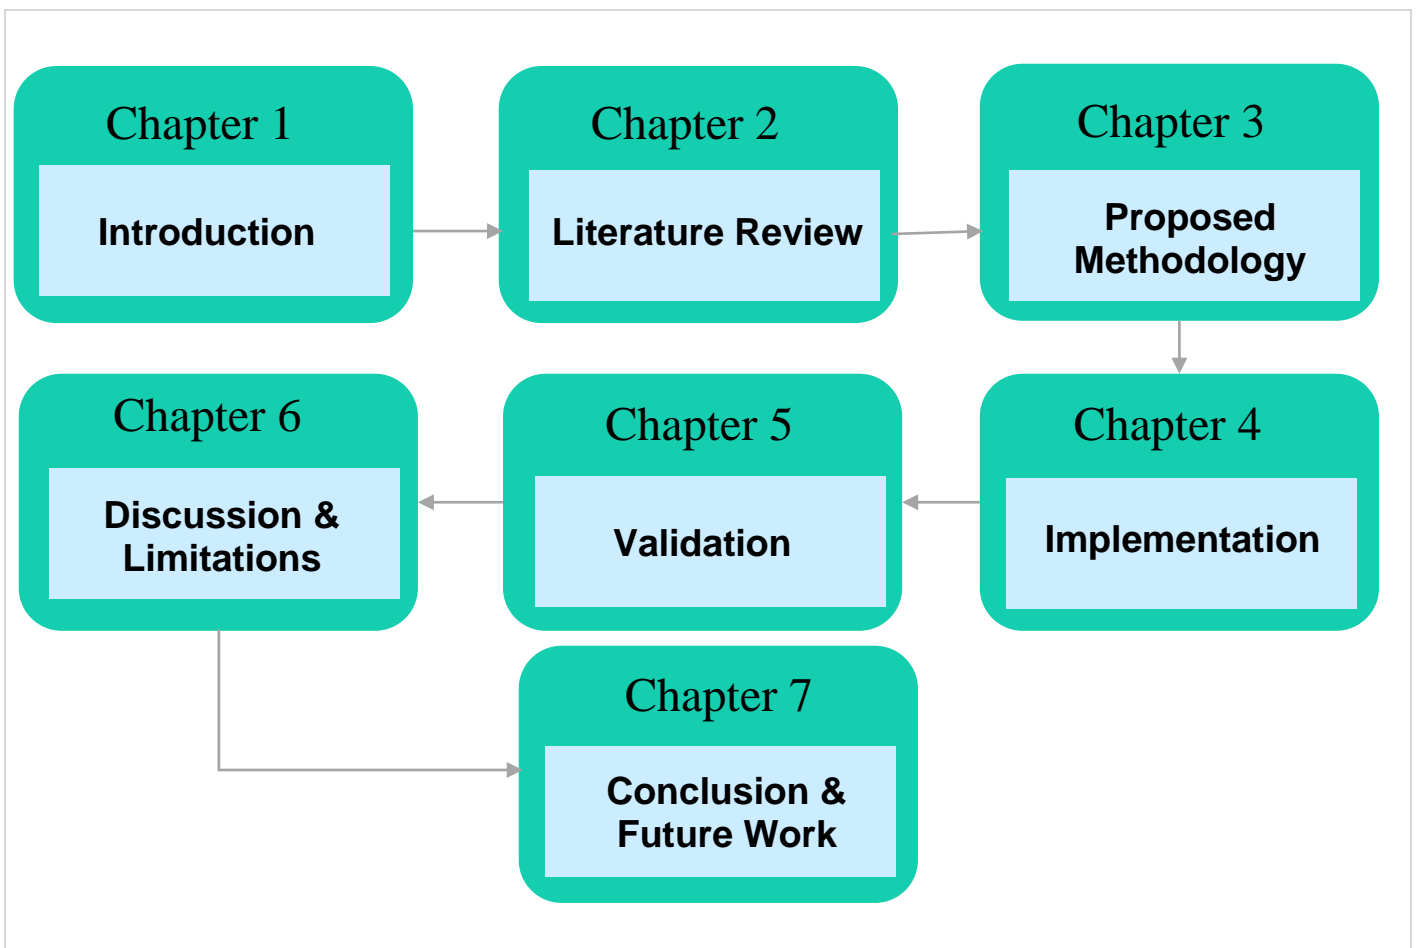 Chapter 1
Introduction
Chapter 2
Literature Review
Chapter 3
Proposed
Methodology
Chapter 4
Implementation
Chapter 5
Validation
Chapter 6
Discussion &
Limitations
Chapter 7
Conclusion &
Future Work